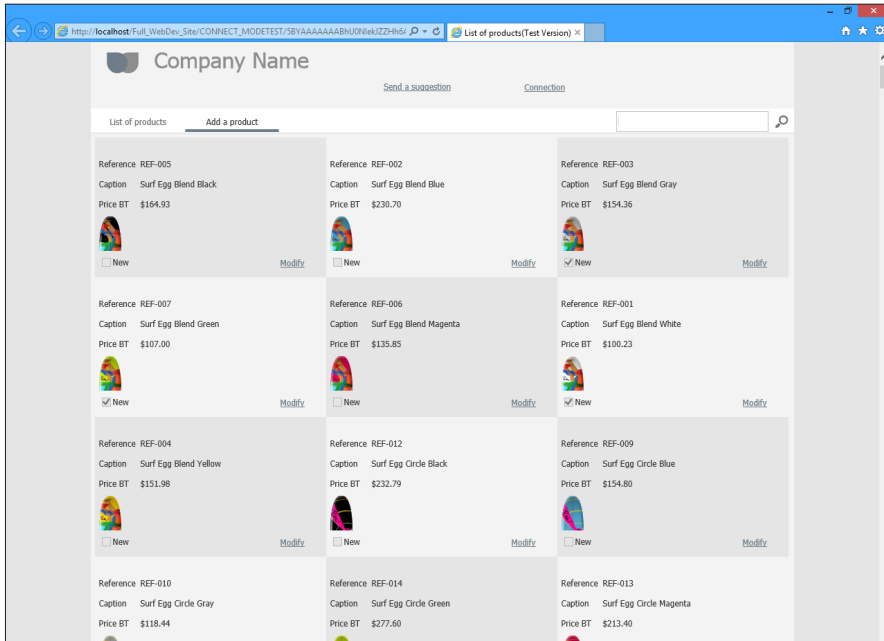 http://localhost/Full_WebDev_Site/CONNECT_MODETEST/
List of products(Test Version)
Company Name
Send a suggestion Connection
List of products Add a product
Reference REF-005 Reference REF-002 Reference REF-003
Caption Surf Egg Blend Black Caption Surf Egg Blend Blue Caption Surf Egg Blend Gray
Price BT $164.93 Price BT $230.70 Price BT $154.36
New Modify New Modify New Modify
Reference REF-007 Reference REF-006 Reference REF-001
Caption Surf Egg Blend Green Caption Surf Egg Blend Magenta Caption Surf Egg Blend White
Price BT $107.00 Price BT $135.85 Price BT $100.23
New Modify New Modify New Modify
Reference REF-004 Reference REF-012 Reference REF-009
Caption Surf Egg Blend Yellow Caption Surf Egg Circle Black Caption Surf Egg Circle Blue
Price BT $151.98 Price BT $232.79 Price BT $154.80
New Modify New Modify New Modify
Reference REF-010 Reference REF-014 Reference REF-013
Caption Surf Egg Circle Gray Caption Surf Egg Circle Green Caption Surf Egg Circle Magenta
Price BT $118.44 Price BT $277.60 Price BT $213.40